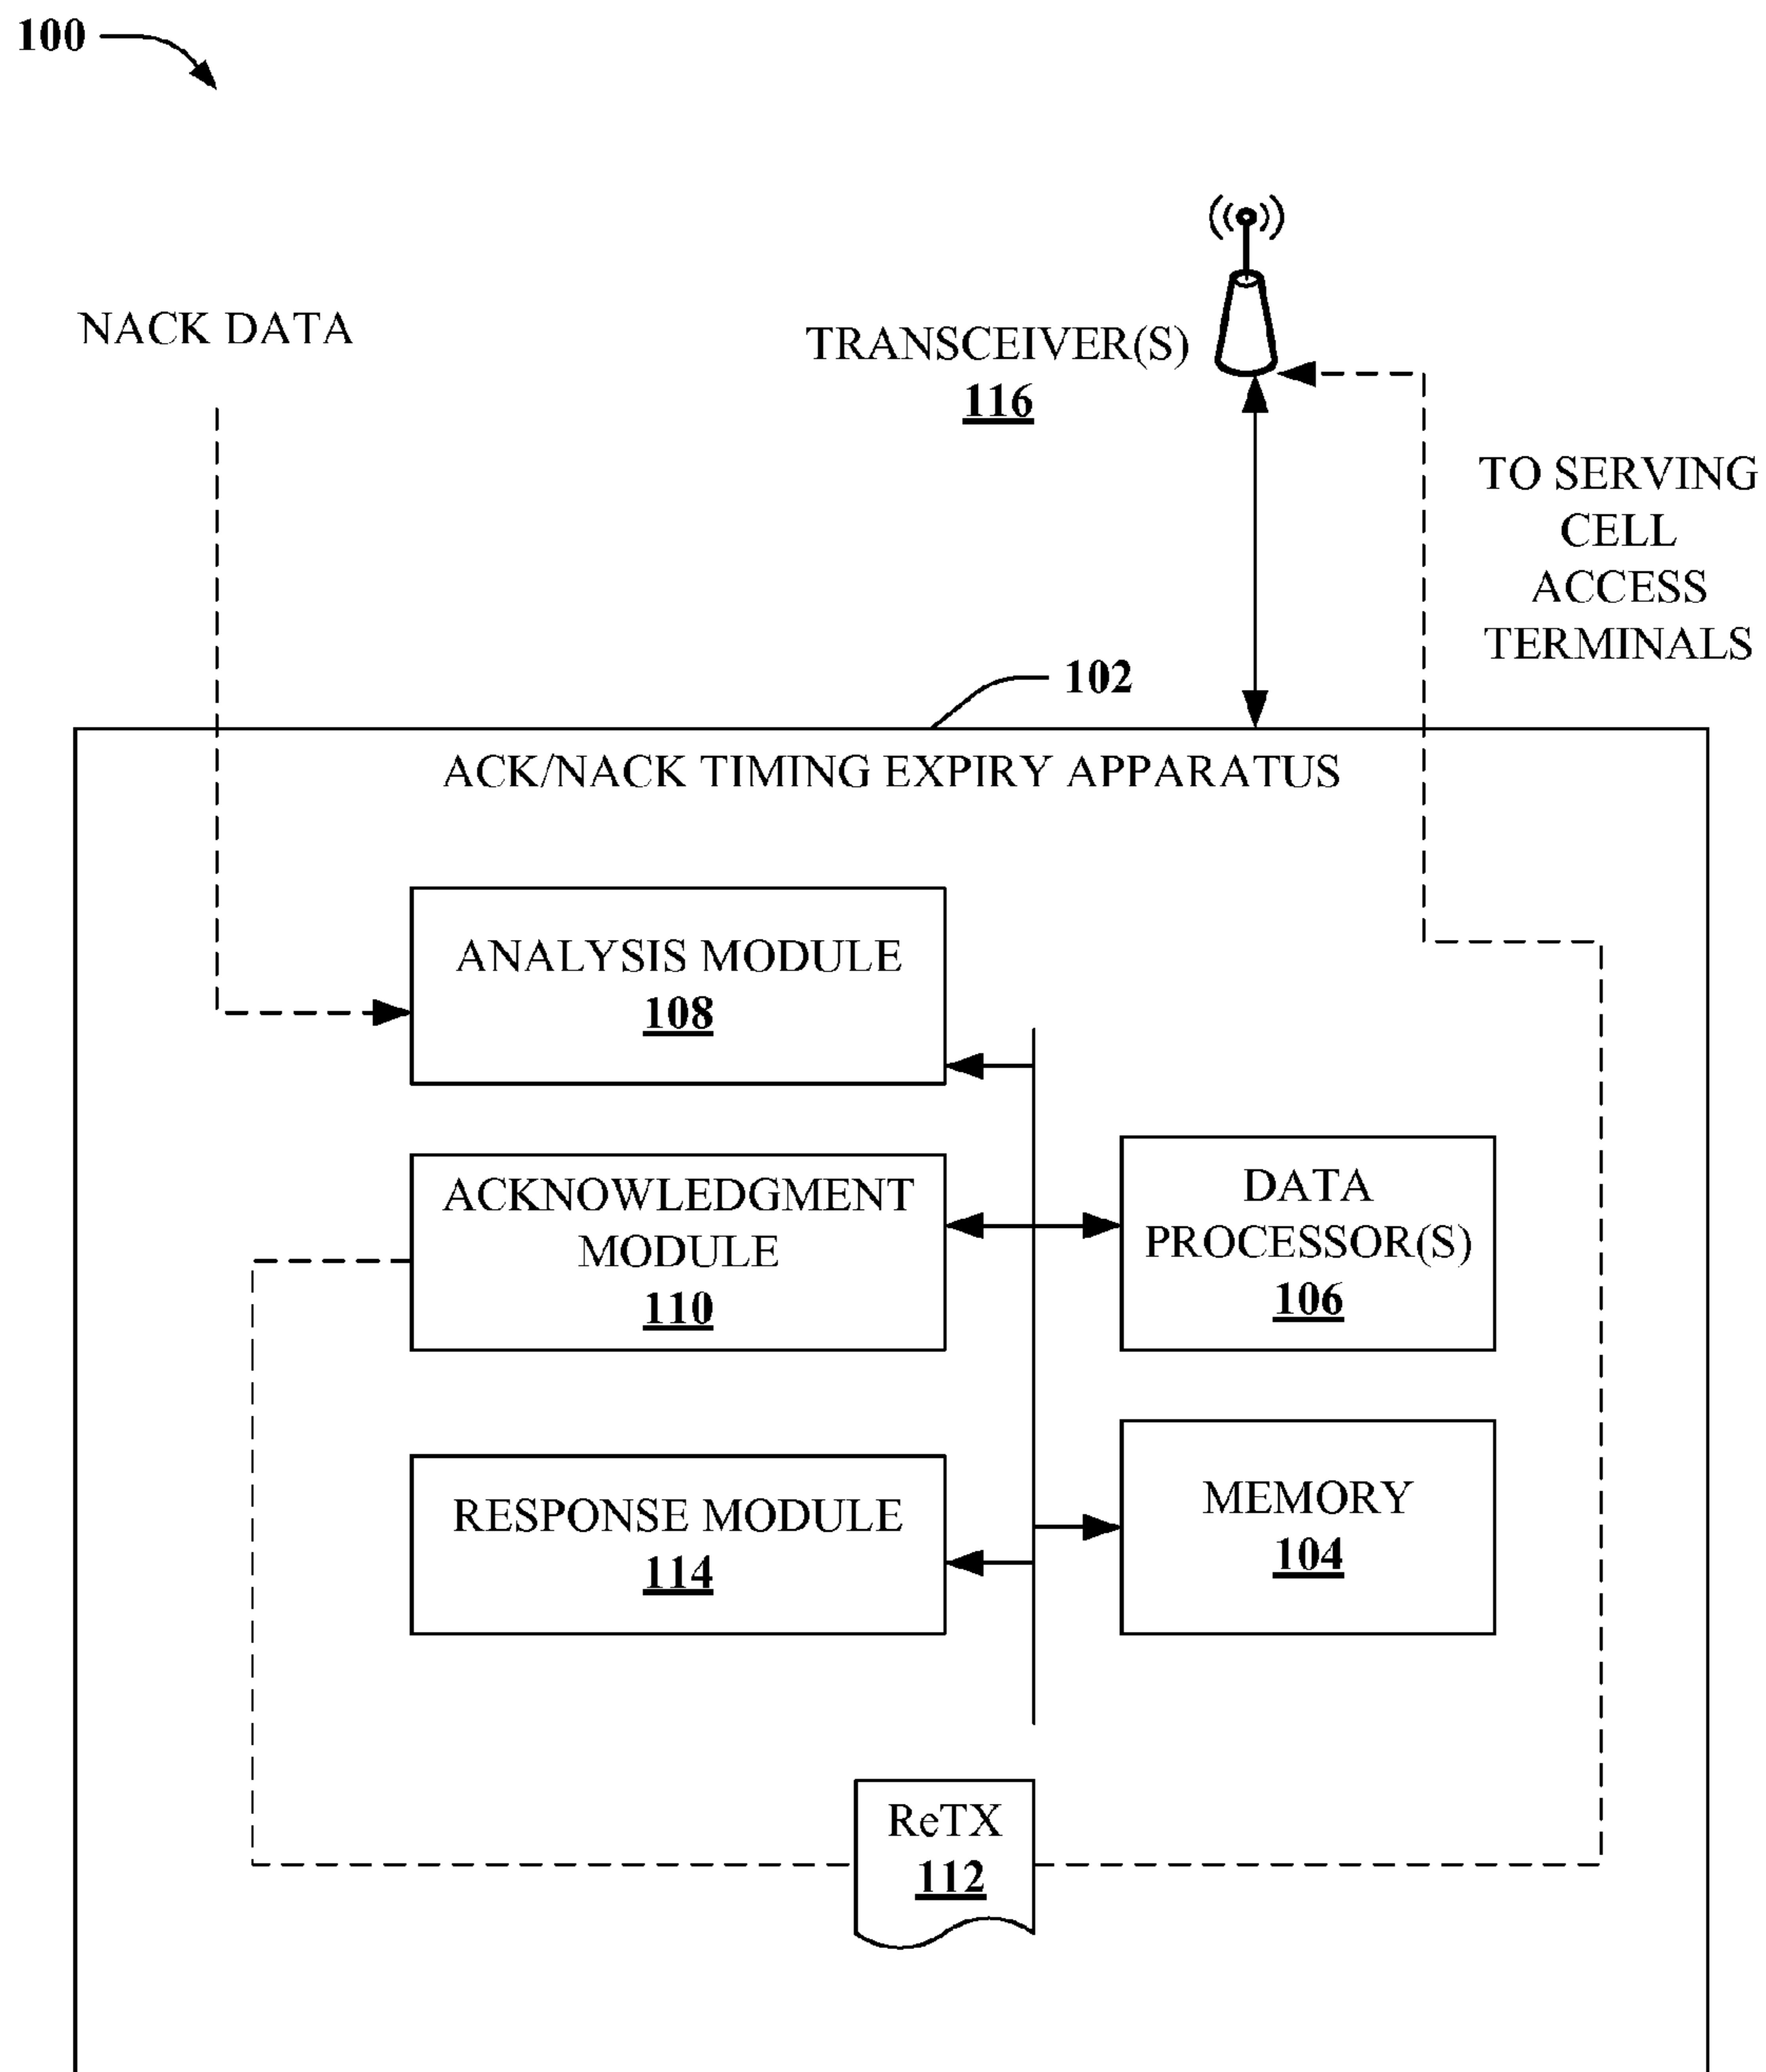 100
NACK DATA
TRANSCEIVER(S)
116
TO SERVING
CELL
ACCESS
TERMINALS
102
ACK/NACK TIMING EXPIRY APPARATUS
ANALYSIS MODULE
108
ACKNOWLEDGMENT
MODULE
110
DATA
PROCESSOR(S)
106
RESPONSE MODULE
114
MEMORY
104
ReTX
112